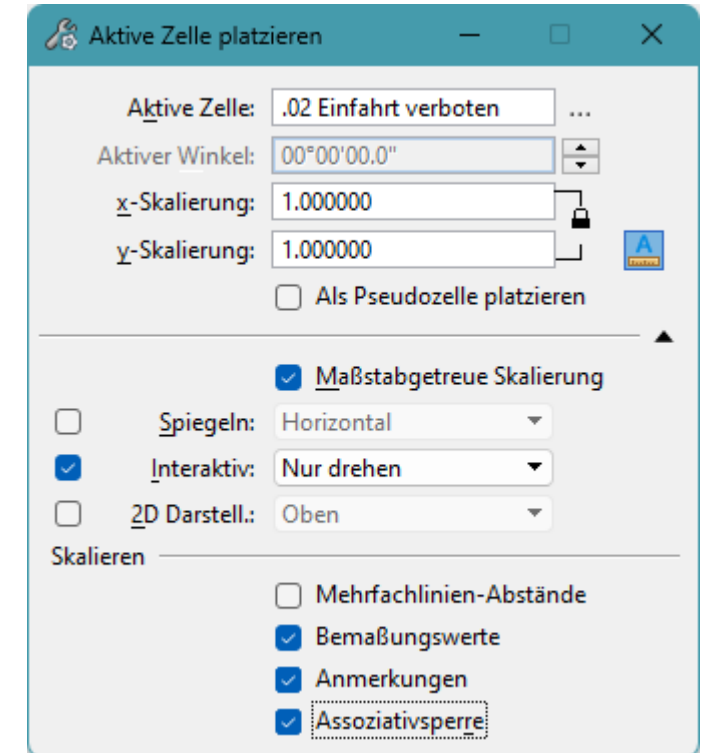 Aktive Zelle platzieren
Aktive Zelle: .02 Einfahrt verboten ...
Aktiver Winkel: 00°00'00.0"
x-Skalierung: 1.000000
y-Skalierung: 1.000000
A
Als Pseudozelle platzieren
Maßstabgetreue Skalierung
Spiegeln: Horizontal
Interaktiv: Nur drehen
2D Darstell.: Oben
Skalieren
Mehrfachlinien-Abstände
Bemaßungswerte
Anmerkungen
Assoziativsperre